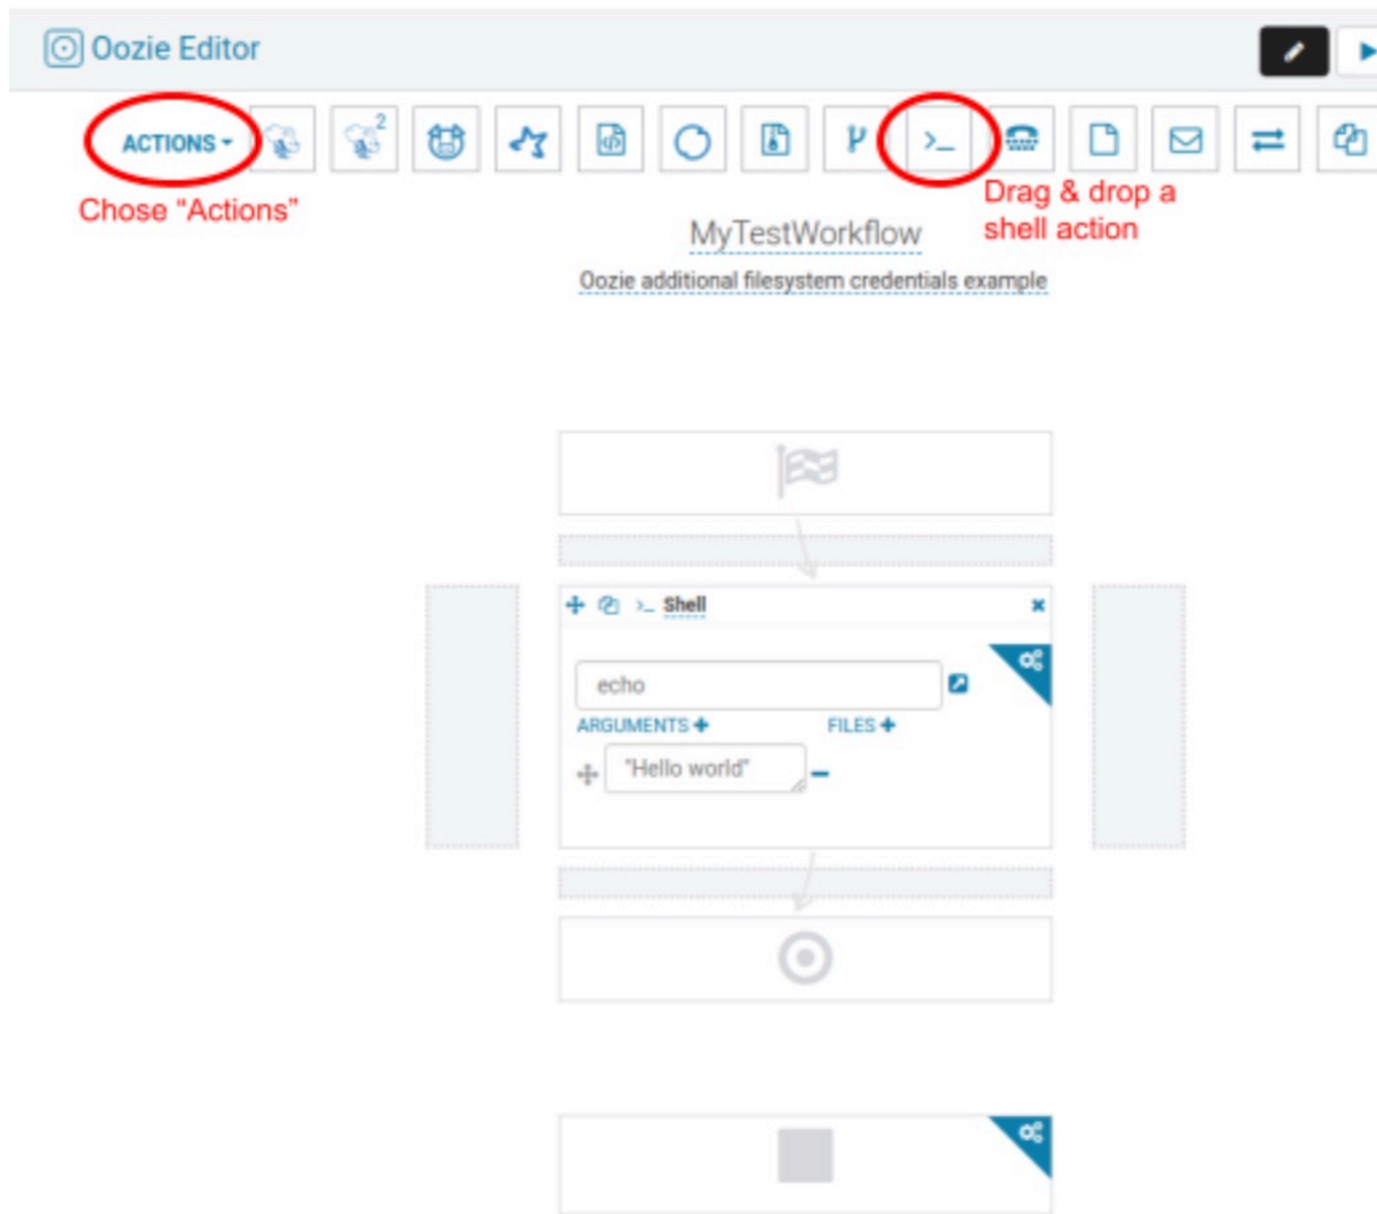 Oozie Editor
ACTIONS
2
Chose "Actions"
Drag & drop a
shell action
MyTestWorkflow
Oozie additional filesystem credentials example
>_ Shell
echo
ARGUMENTS + FILES +
"Hello world"